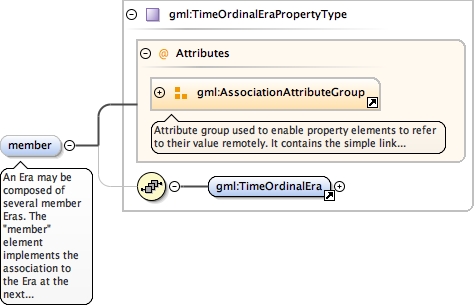 gml:TimeOrdinalEraPropertyType
@ Attributes
gml:AssociationAttributeGroup
Attribute group used to enable property elements to refer
to their value remotely. It contains the simple link...
member
An Era may be
composed of
several member
Eras. The
"member"
element
implements the
association to
the Era at the
next...
gml:TimeOrdinalEra